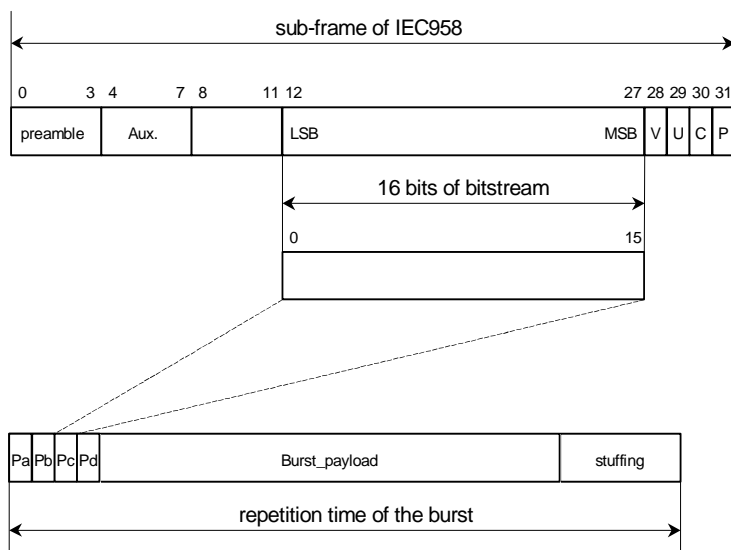 sub-frame of IEC958
0 3 4 7 8 11 12 27 28 29 30 31
preamble Aux. LSB MSB V U C P
16 bits of bitstream
0 15
Pa Pb Pc Pd Burst_payload stuffing
repetition time of the burst